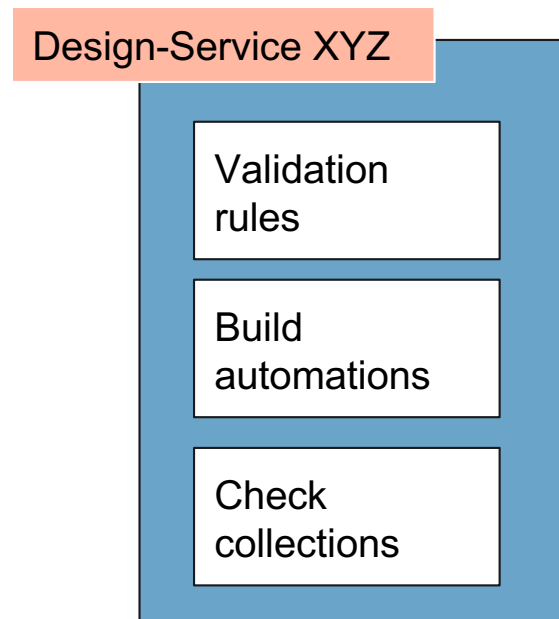 Design-Service XYZ
Validation
rules
Build
automations
Check
collections